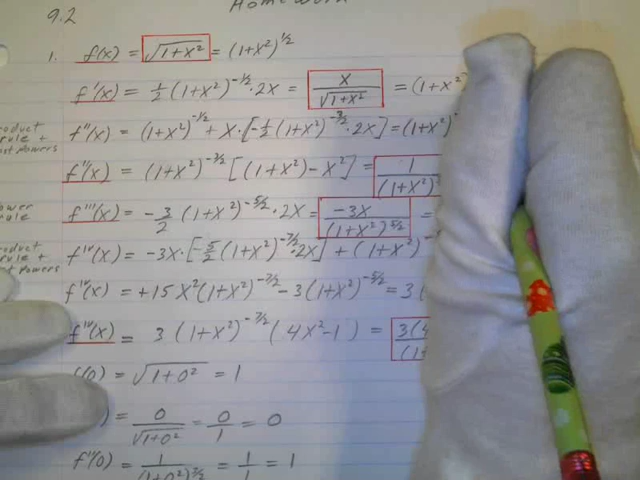 9.2 Homework
1. f(x) = √1+x² = (1+x²)^1/2
f'(x) = 1/2 (1+x²)^-1/2 · 2x = x/√1+x² = (1+x²)
product rule + f''(x) = (1+x²)^-1/2 + x·[-1/2(1+x²)^-3/2 · 2x] = (1+x²)
Powers
f''(x) = (1+x²)^-3/2 [(1+x²)-x²] = 1/(1+x²)
f'''(x) = -3/2 (1+x²)^-5/2 · 2x = -3x/(1+x²)^5/2 =
rule + f^IV(x) = -3x·[5/2(1+x²)^-7/2 · 2x] + (1+x²)
Powers
f^IV(x) = +15x²(1+x²)^-7/2 - 3(1+x²)^-5/2 = 3(
f^IV(x) = 3(1+x²)^-7/2 (4x²-1) = 3(4
(0) = √1+0² = 1
) = 0/√1+0² = 0/1 = 0
f''(0) = 1/(1+0²)^3/2 = 1/1 = 1